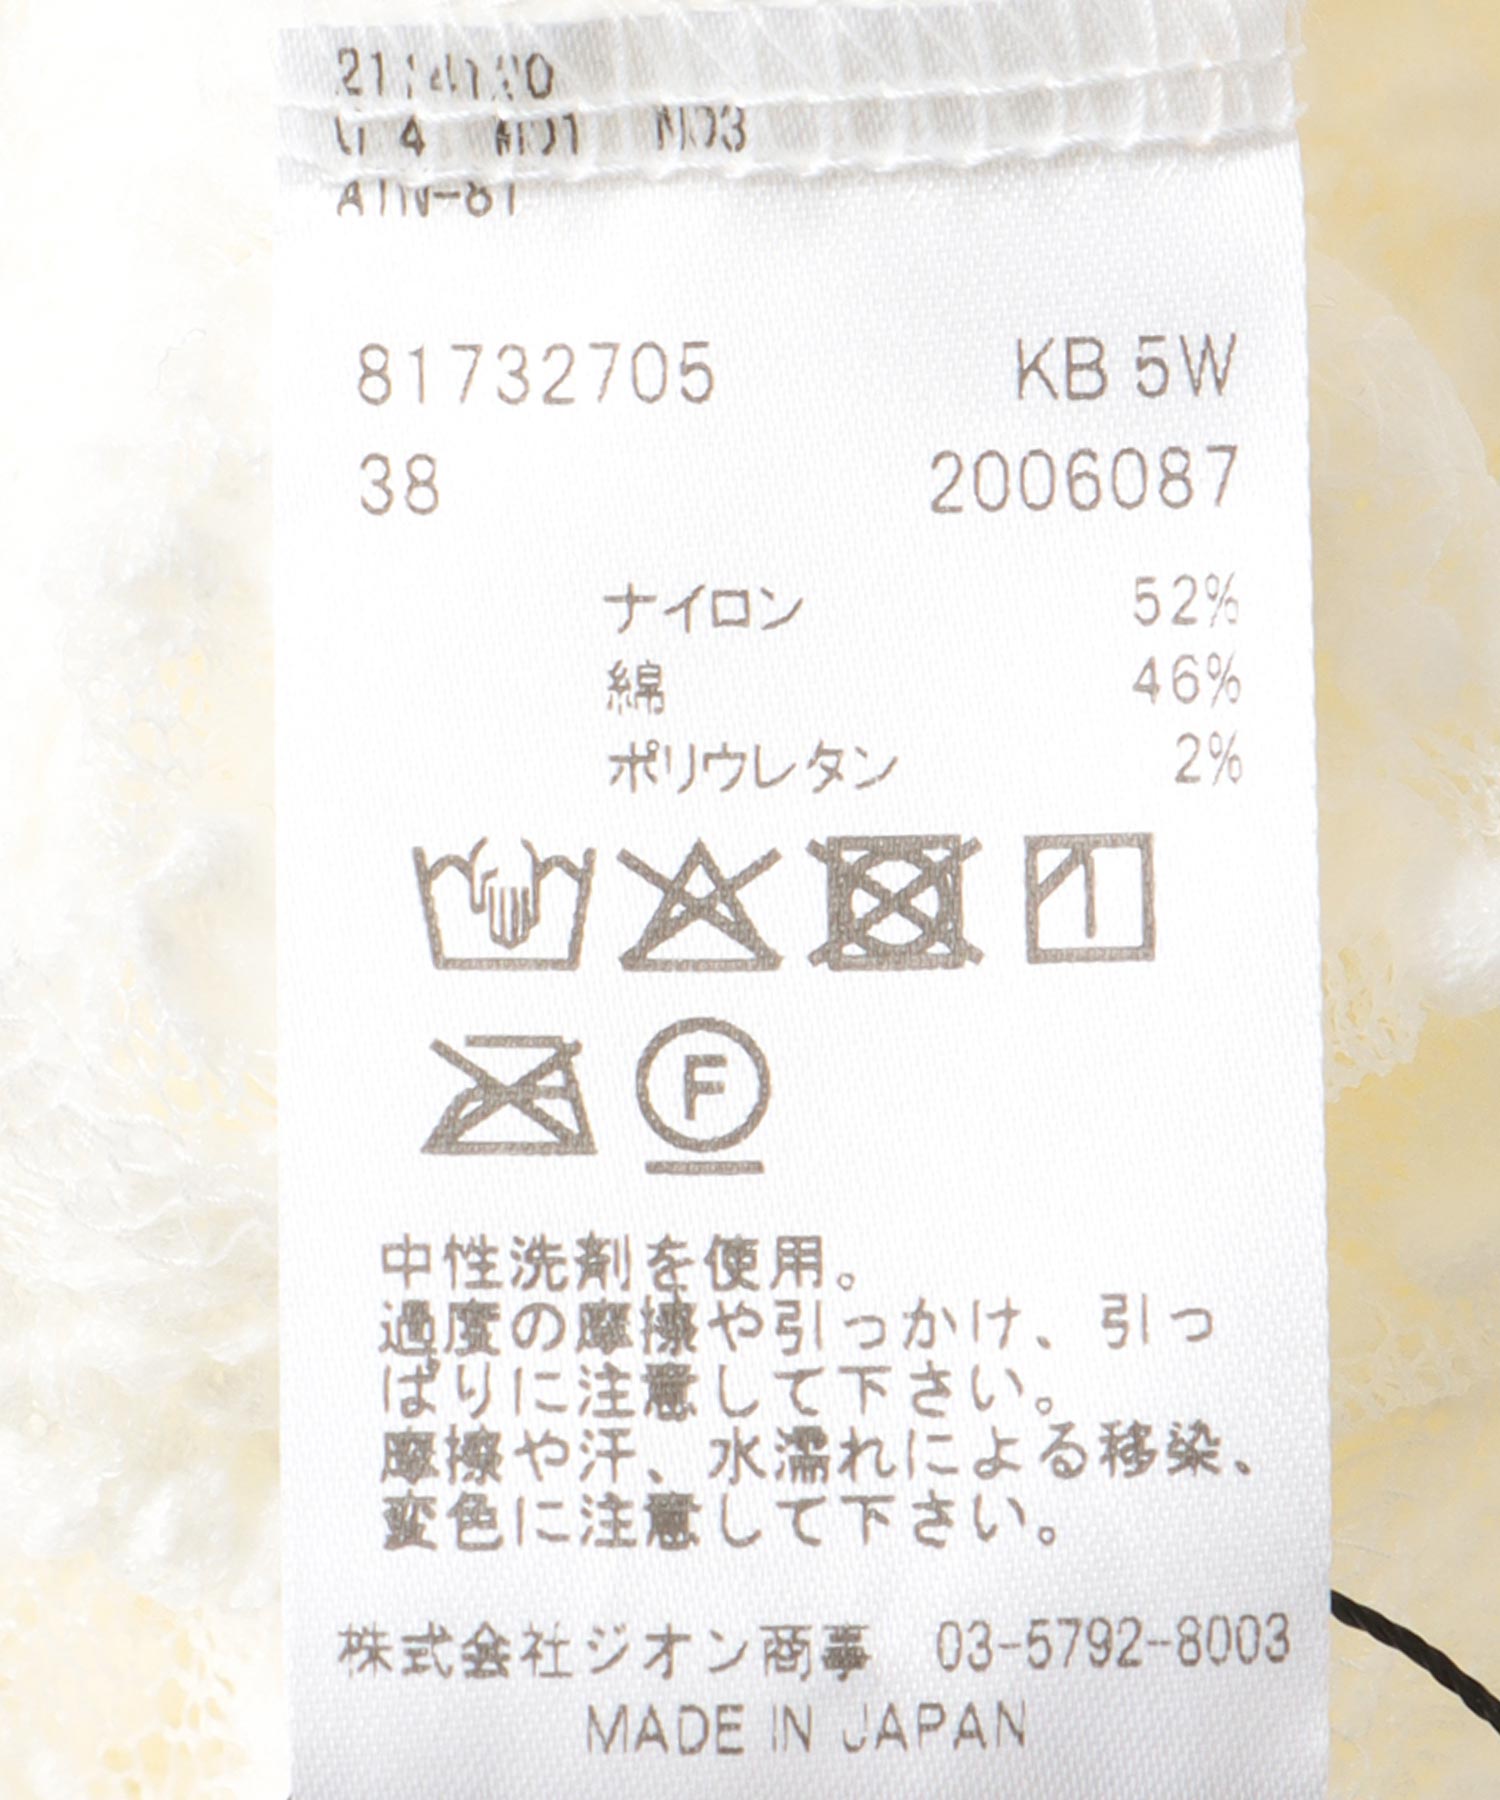 81732705 KB 5W
38 2006087
ナイロン 52%
綿 46%
ポリウレタン 2%
F
中性洗剤を使用。
過度の摩擦や引っかけ、引っ
ぱりに注意して下さい。
摩擦や汗、水濡れによる移染、
変色に注意して下さい。
株式会社ジオン商事 03-5792-8003
MADE IN JAPAN